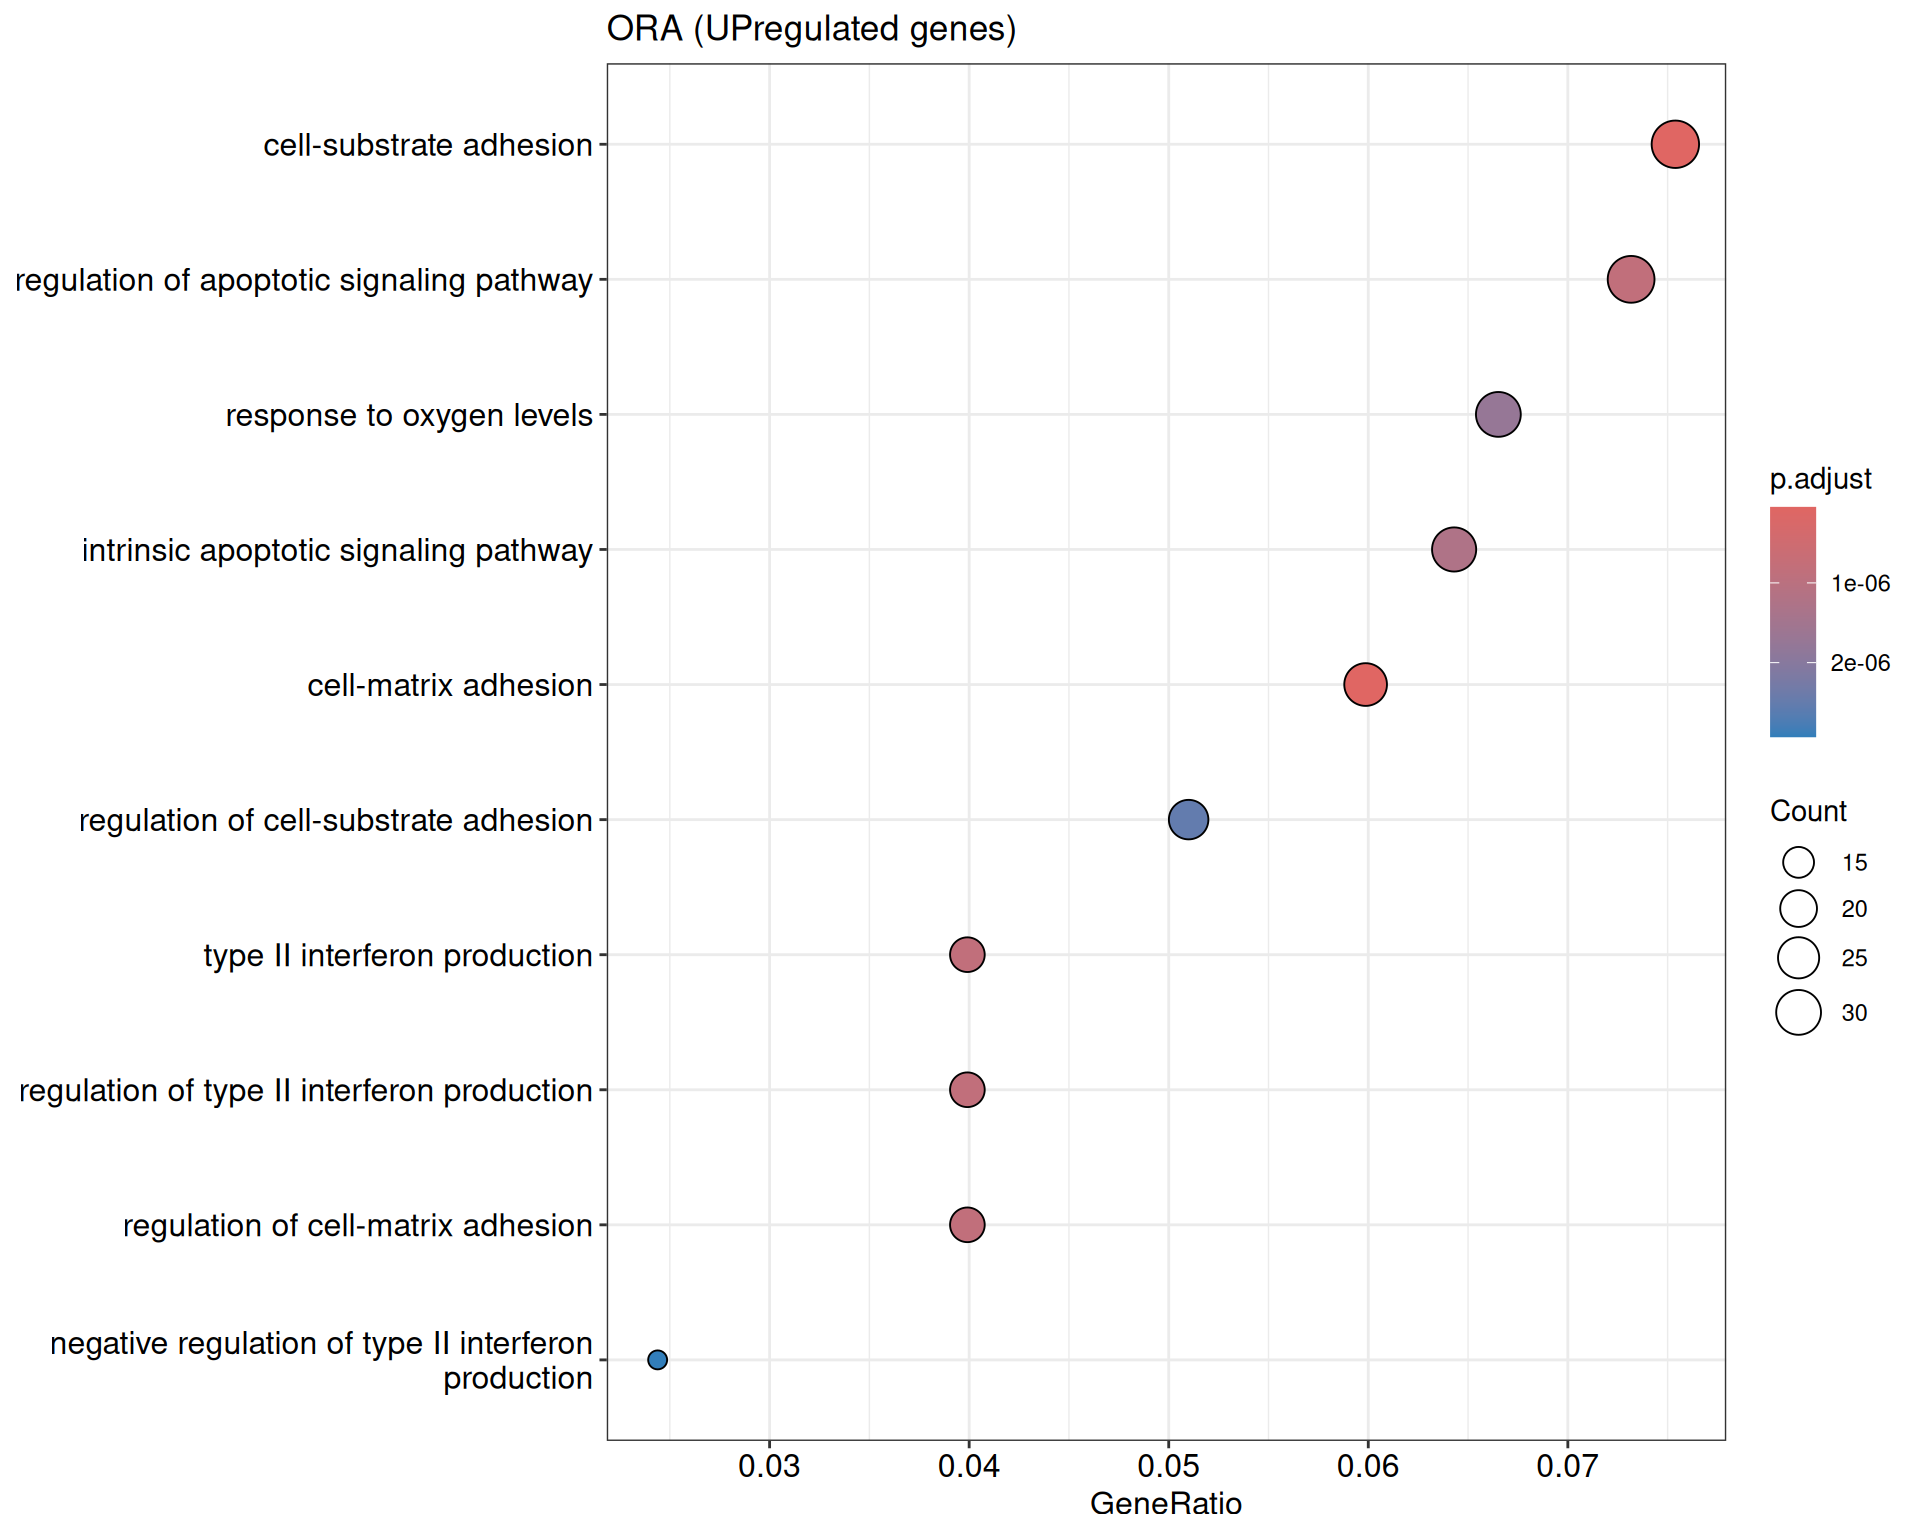 ORA (UPregulated genes)
cell-substrate adhesion
regulation of apoptotic signaling pathway
response to oxygen levels
intrinsic apoptotic signaling pathway
cell-matrix adhesion
regulation of cell-substrate adhesion
type II interferon production
regulation of type II interferon production
regulation of cell-matrix adhesion
negative regulation of type II interferon
production
0.03
0.04
0.05
0.06
0.07
GeneRatio
p.adjust
1e-06
2e-06
Count
15
20
25
30